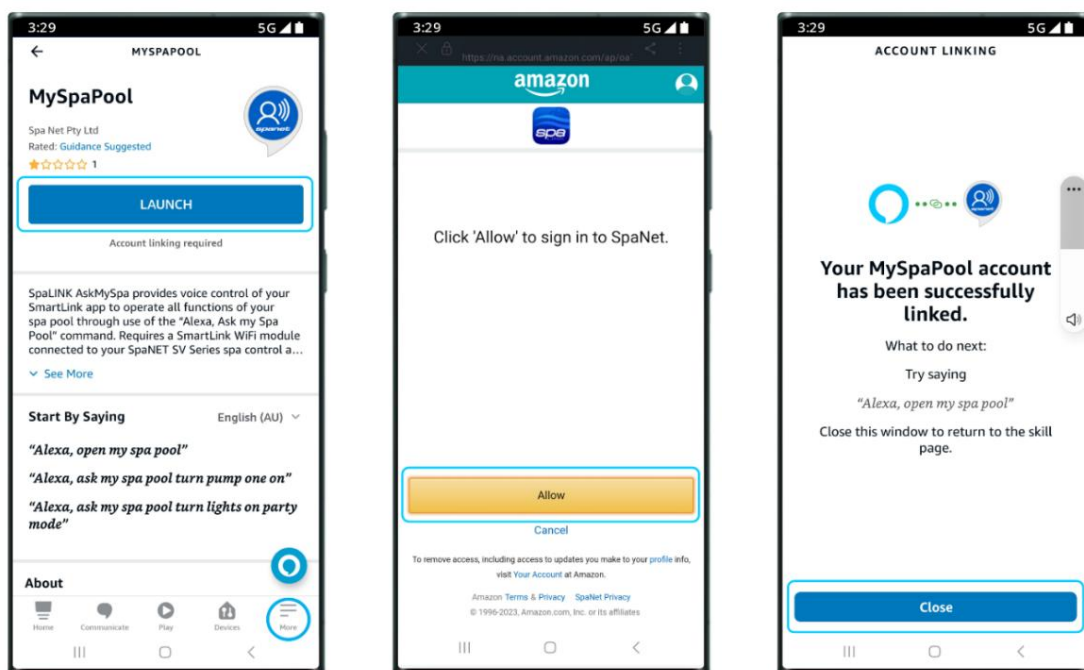 3:29
5G
MYSPAPOOL
MySpaPool
Spa Net Pty Ltd
Rated: Guidance Suggested
1
spanet
LAUNCH
Account linking required
SpaLINK AskMySpa provides voice control of your
SmartLink app to operate all functions of your
spa pool through use of the "Alexa, Ask my Spa
Pool" command. Requires a SmartLink WiFi module
connected to your SpaNET SV Series spa control a...
See More
Start By Saying
English (AU)
“Alexa, open my spa pool”
“Alexa, ask my spa pool turn pump one on”
“Alexa, ask my spa pool turn lights on party
mode”
About
Home
Communicate
Play
Devices
More
3:29
5G
https://na.account.amazon.com/ap/oa
amazon
spa
Click 'Allow' to sign in to SpaNet.
Allow
Cancel
To remove access, including access to updates you make to your profile info,
visit Your Account at Amazon.
Amazon Terms & Privacy SpaNet Privacy
© 1996-2023, Amazon.com, Inc. or its affiliates
3:29
5G
ACCOUNT LINKING
spanet
Your MySpaPool account
has been successfully
linked.
What to do next:
Try saying
“Alexa, open my spa pool”
Close this window to return to the skill
page.
Close